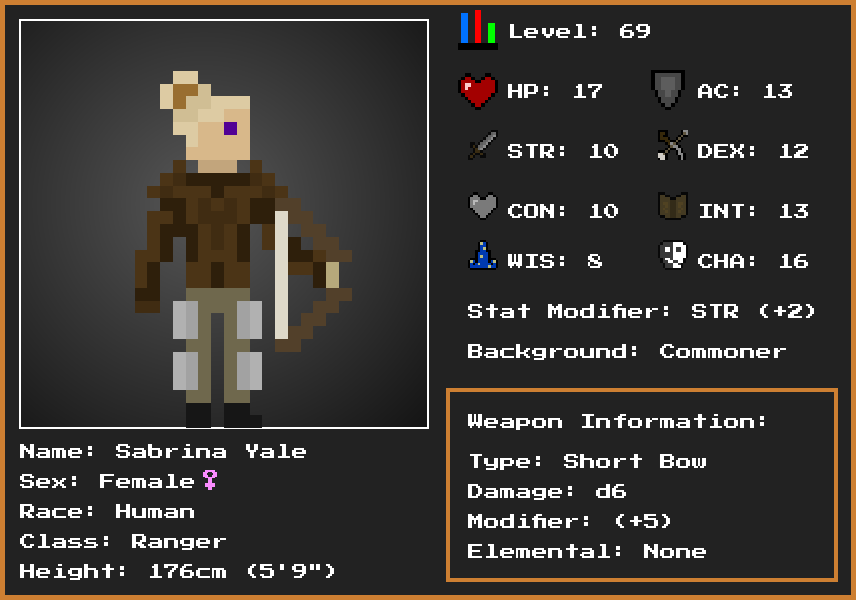 Level: 69
HP: 17
AC: 13
STR: 10
DEX: 12
CON: 10
INT: 13
WIS: 8
CHA: 16
Stat Modifier: STR (+2)
Background: Commoner
Weapon Information:
Type: Short Bow
Damage: d6
Modifier: (+5)
Elemental: None
Name: Sabrina Yale
Sex: Female♀
Race: Human
Class: Ranger
Height: 176cm (5'9")